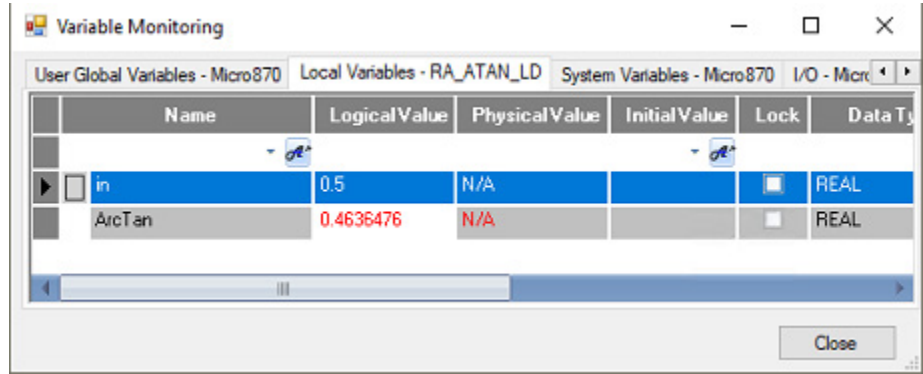 Variable Monitoring
User Global Variables - Micro870 Local Variables - RA_ATAN_LD System Variables - Micro870 I/O - Micrc
Name Logical Value Physical Value Initial Value Lock Data Ty
in 0.5 N/A REAL
ArcTan 0.4636476 N/A REAL
Close